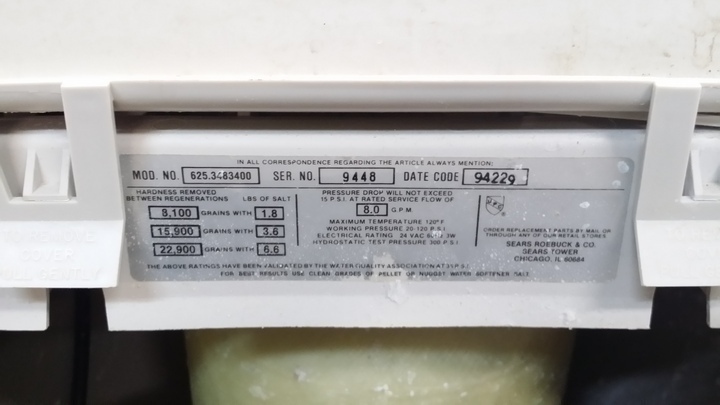 IN ALL CORRESPONDENCE REGARDING THE ARTICLE ALWAYS MENTION:
MOD. NO. 625.3483400 SER. NO. 9448 DATE CODE 94229
HARDNESS REMOVED
BETWEEN REGENERATIONS LBS OF SALT
8,100 GRAINS WITH 1.8
15,900 GRAINS WITH 3.6
22,900 GRAINS WITH 6.6
PRESSURE DROP WILL NOT EXCEED
15 P.S.I. AT RATED SERVICE FLOW OF
8.0 G.P.M.
MAXIMUM TEMPERATURE 120°F
WORKING PRESSURE 20-120 P.S.I.
ELECTRICAL RATING 24 VAC
HYDROSTATIC TEST PRESSURE 300 P.S.I.
ORDER REPLACEMENT PARTS BY MAIL OR
THROUGH ANY OF OUR RETAIL STORES
SEARS ROEBUCK & CO.
SEARS TOWER
CHICAGO, IL 60684
THE ABOVE RATINGS HAVE BEEN VALIDATED BY THE WATER QUALITY ASSOCIATION AT 31 P.S.I.
FOR BEST RESULTS USE CLEAN GRADES OF PELLET OR NUGGET WATER SOFTENER SALT